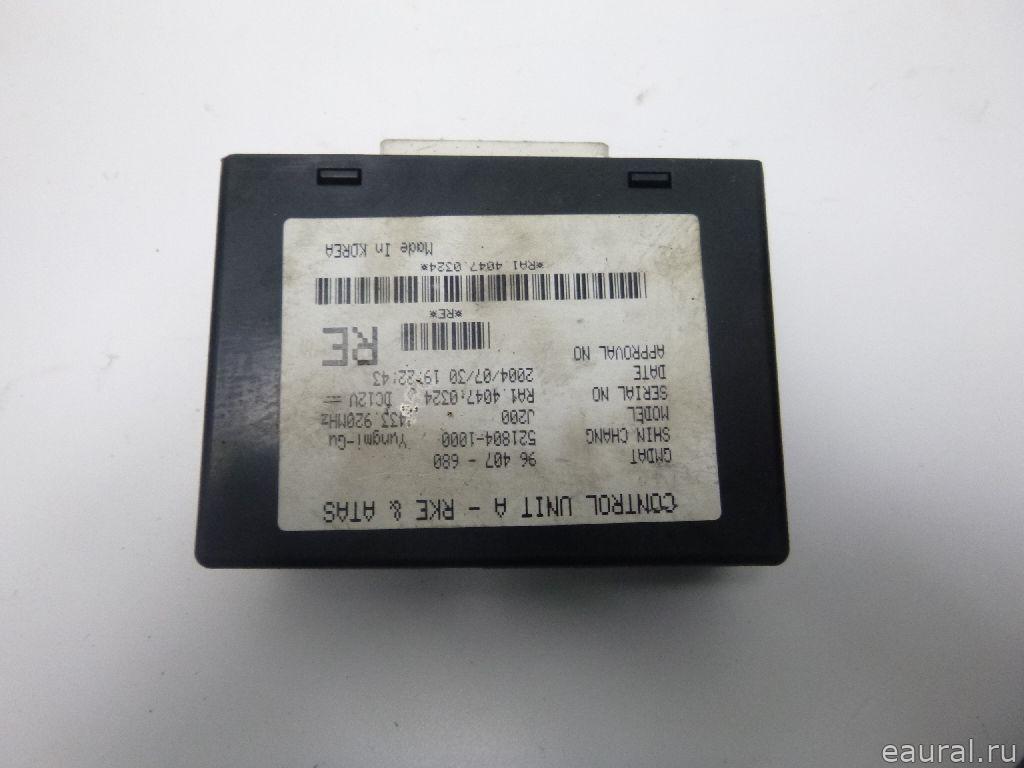 CONTROL UNIT A - RKE & ATAS
GMDAT 96 407 - 680
SHIN CHANG 521804-1000 Yungmi-Gu
MODEL J200 433.920MHz
SERIAL NO RA1.4047.0324 DC12V
DATE 2004/07/30 19:22:43
APPROVAL NO
RE
*RE*
*RA1.4047.0324*
Made In KOREA
eaural.ru